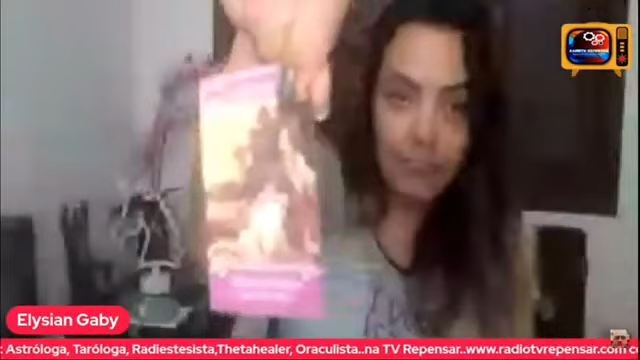 Elysian Gaby
: Astróloga, Taróloga, Radiestesista,Thetahealer, Oraculista..na TV Repensar..www.radiotvrepensar.com